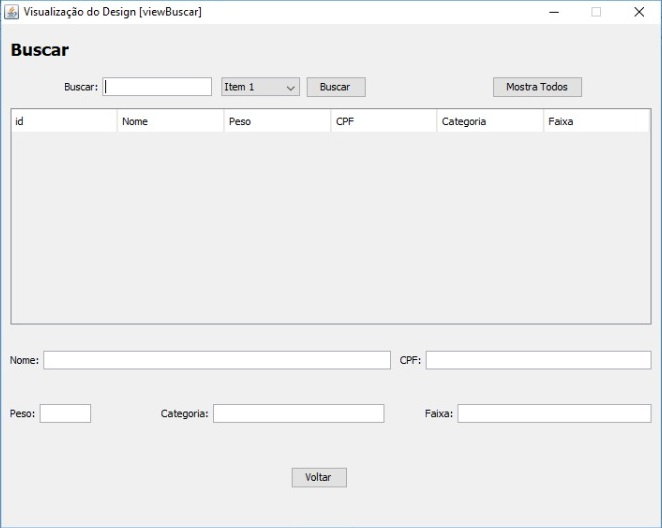 Visualização do Design [viewBuscar]
Buscar
Buscar: Item 1 Buscar Mostra Todos
id Nome Peso CPF Categoria Faixa
Nome: CPF:
Peso: Categoria: Faixa:
Voltar